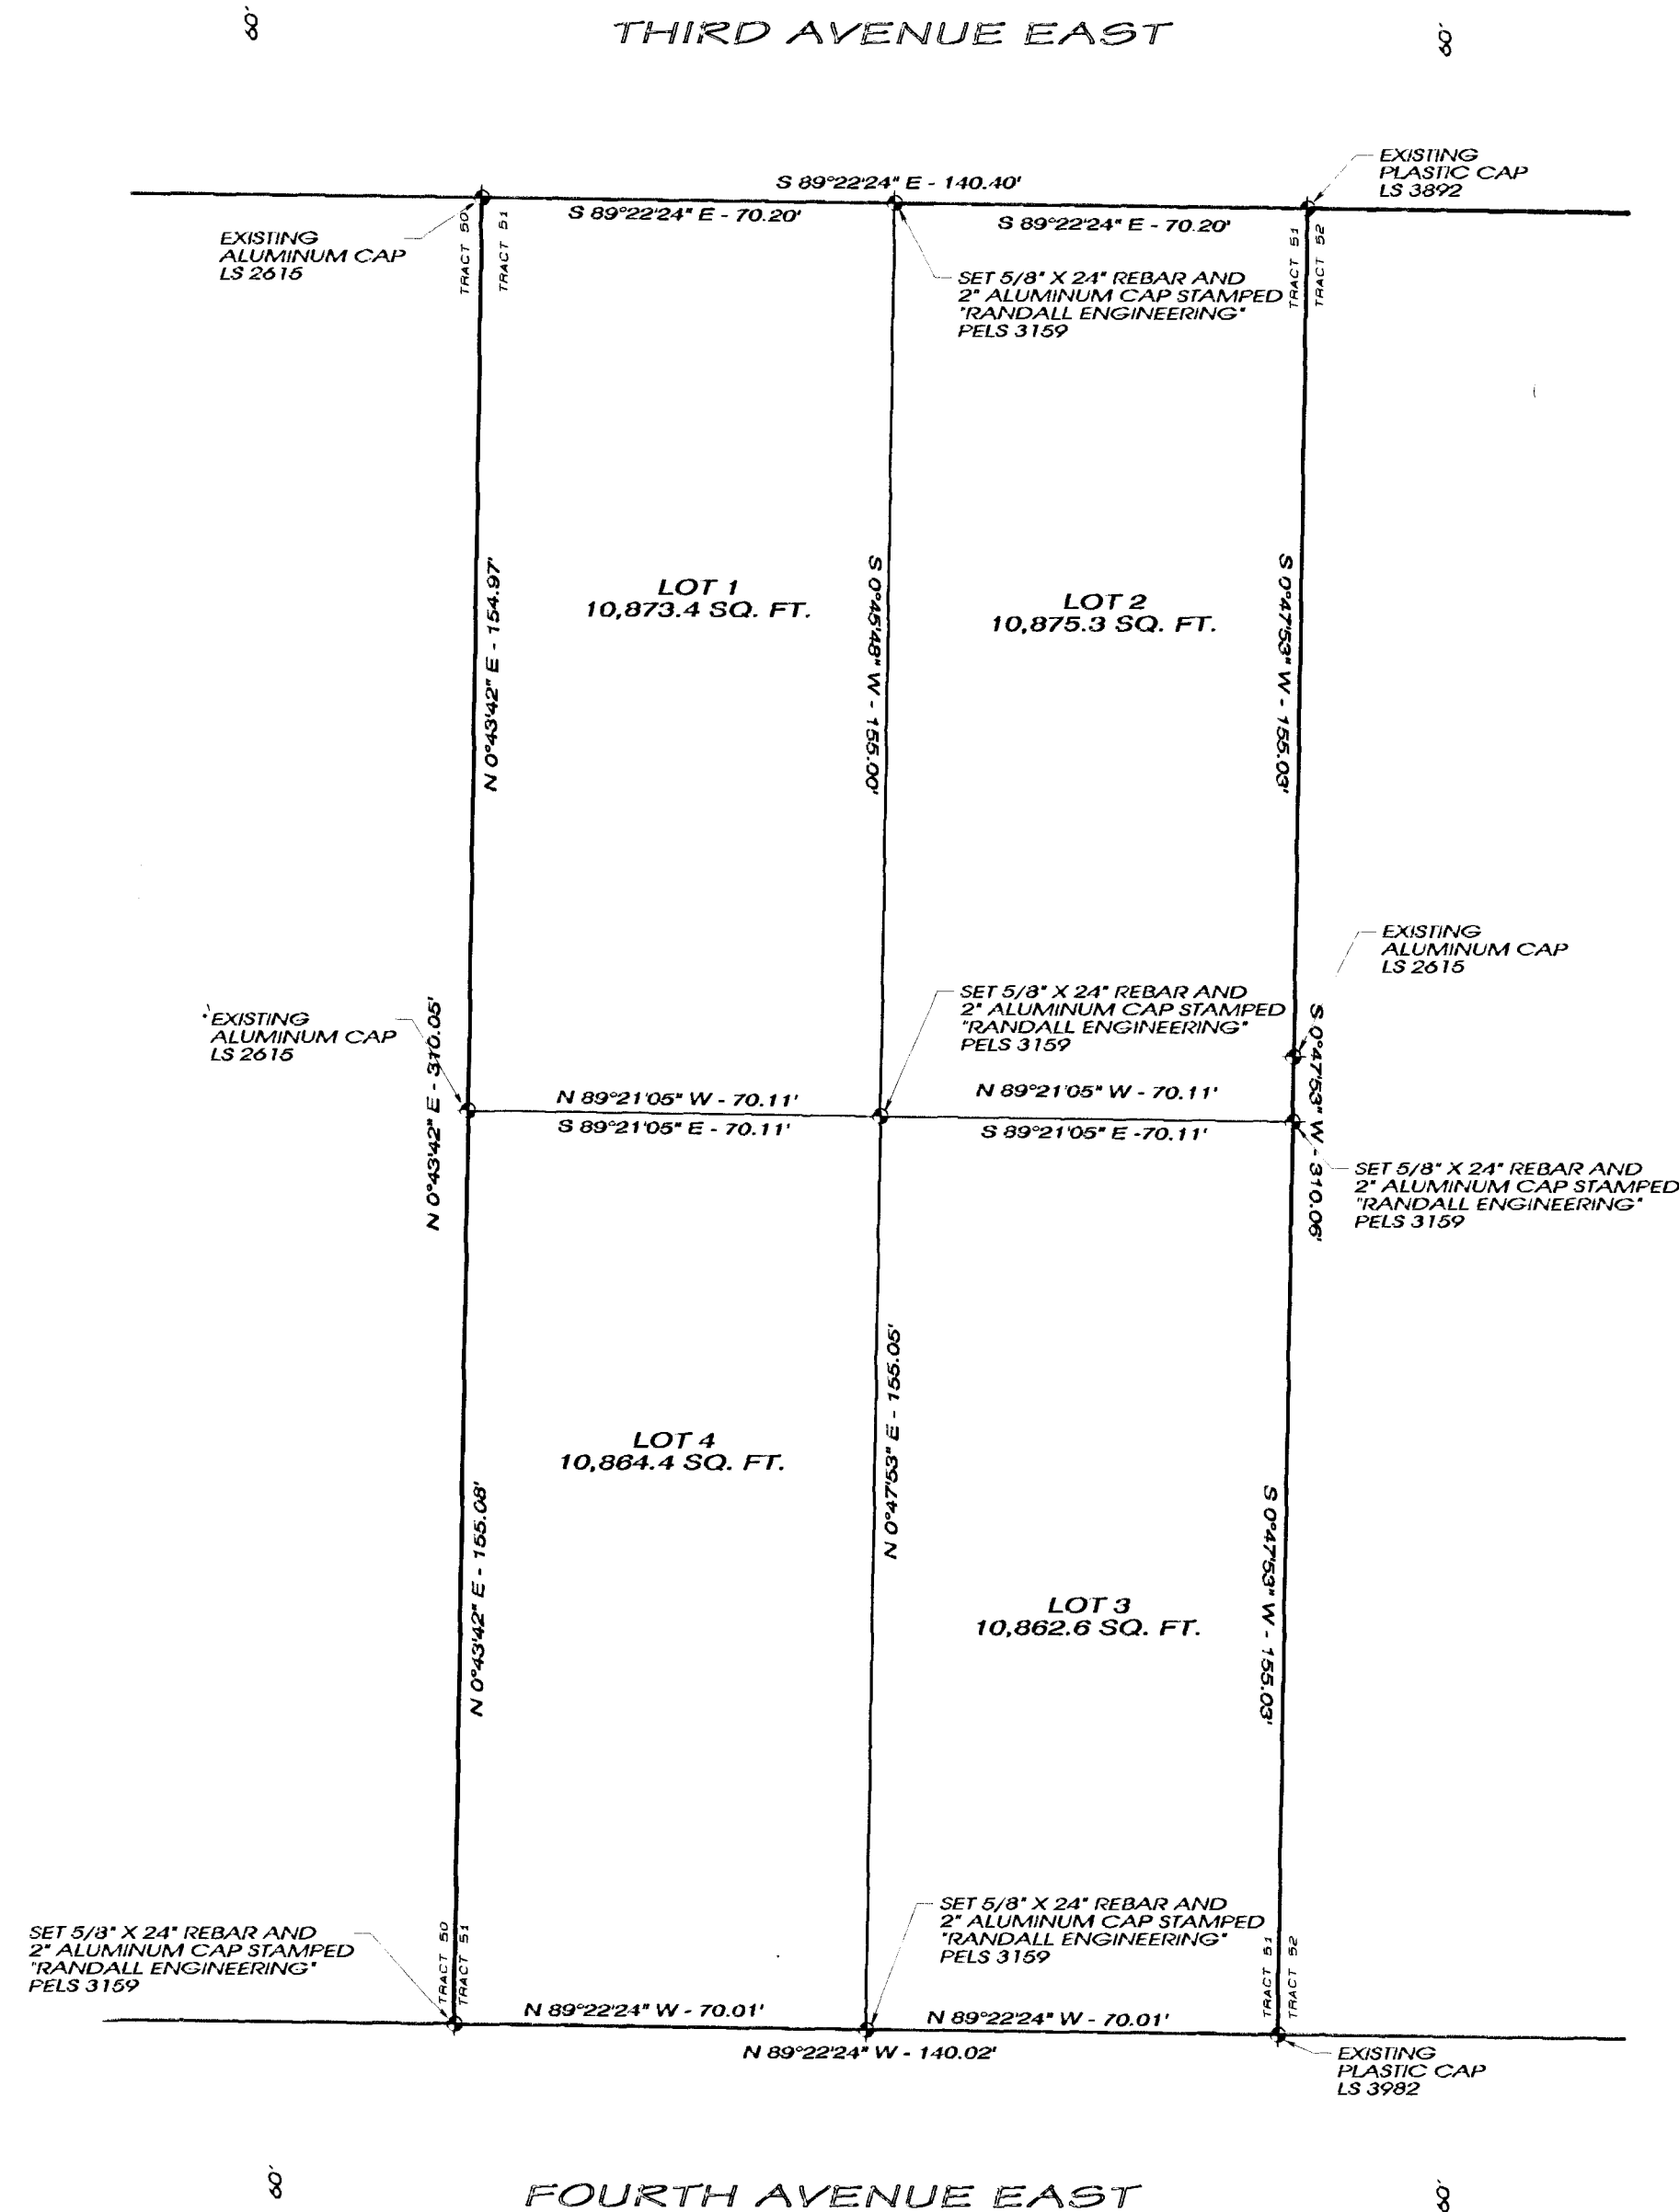 60'
THIRD AVENUE EAST
60'
EXISTING
PLASTIC CAP
LS 3892
S 89°22'24" E - 140.40'
S 89°22'24" E - 70.20'
S 89°22'24" E - 70.20'
EXISTING
ALUMINUM CAP
LS 2615
TRACT 50
TRACT 51
TRACT 51
TRACT 52
SET 5/8" X 24" REBAR AND
2" ALUMINUM CAP STAMPED
"RANDALL ENGINEERING"
PELS 3159
N 0°43'42" E - 154.97'
LOT 1
10,873.4 SQ. FT.
S 0°45'48" W - 155.00'
LOT 2
10,875.3 SQ. FT.
S 0°47'53" W - 155.03'
EXISTING
ALUMINUM CAP
LS 2615
EXISTING
ALUMINUM CAP
LS 2615
N 0°43'42" E - 310.05'
SET 5/8" X 24" REBAR AND
2" ALUMINUM CAP STAMPED
"RANDALL ENGINEERING"
PELS 3159
S 0°47'53" W - 310.06'
N 89°21'05" W - 70.11'
S 89°21'05" E - 70.11'
N 89°21'05" W - 70.11'
S 89°21'05" E -70.11'
SET 5/8" X 24" REBAR AND
2" ALUMINUM CAP STAMPED
"RANDALL ENGINEERING"
PELS 3159
N 0°43'42" E - 155.08'
LOT 4
10,864.4 SQ. FT.
N 0°47'53" E - 155.05'
LOT 3
10,862.6 SQ. FT.
S 0°47'53" W - 155.03'
SET 5/8" X 24" REBAR AND
2" ALUMINUM CAP STAMPED
"RANDALL ENGINEERING"
PELS 3159
TRACT 50
TRACT 51
SET 5/8" X 24" REBAR AND
2" ALUMINUM CAP STAMPED
"RANDALL ENGINEERING"
PELS 3159
TRACT 51
TRACT 52
N 89°22'24" W - 70.01'
N 89°22'24" W - 70.01'
N 89°22'24" W - 140.02'
EXISTING
PLASTIC CAP
LS 3982
60'
FOURTH AVENUE EAST
60'